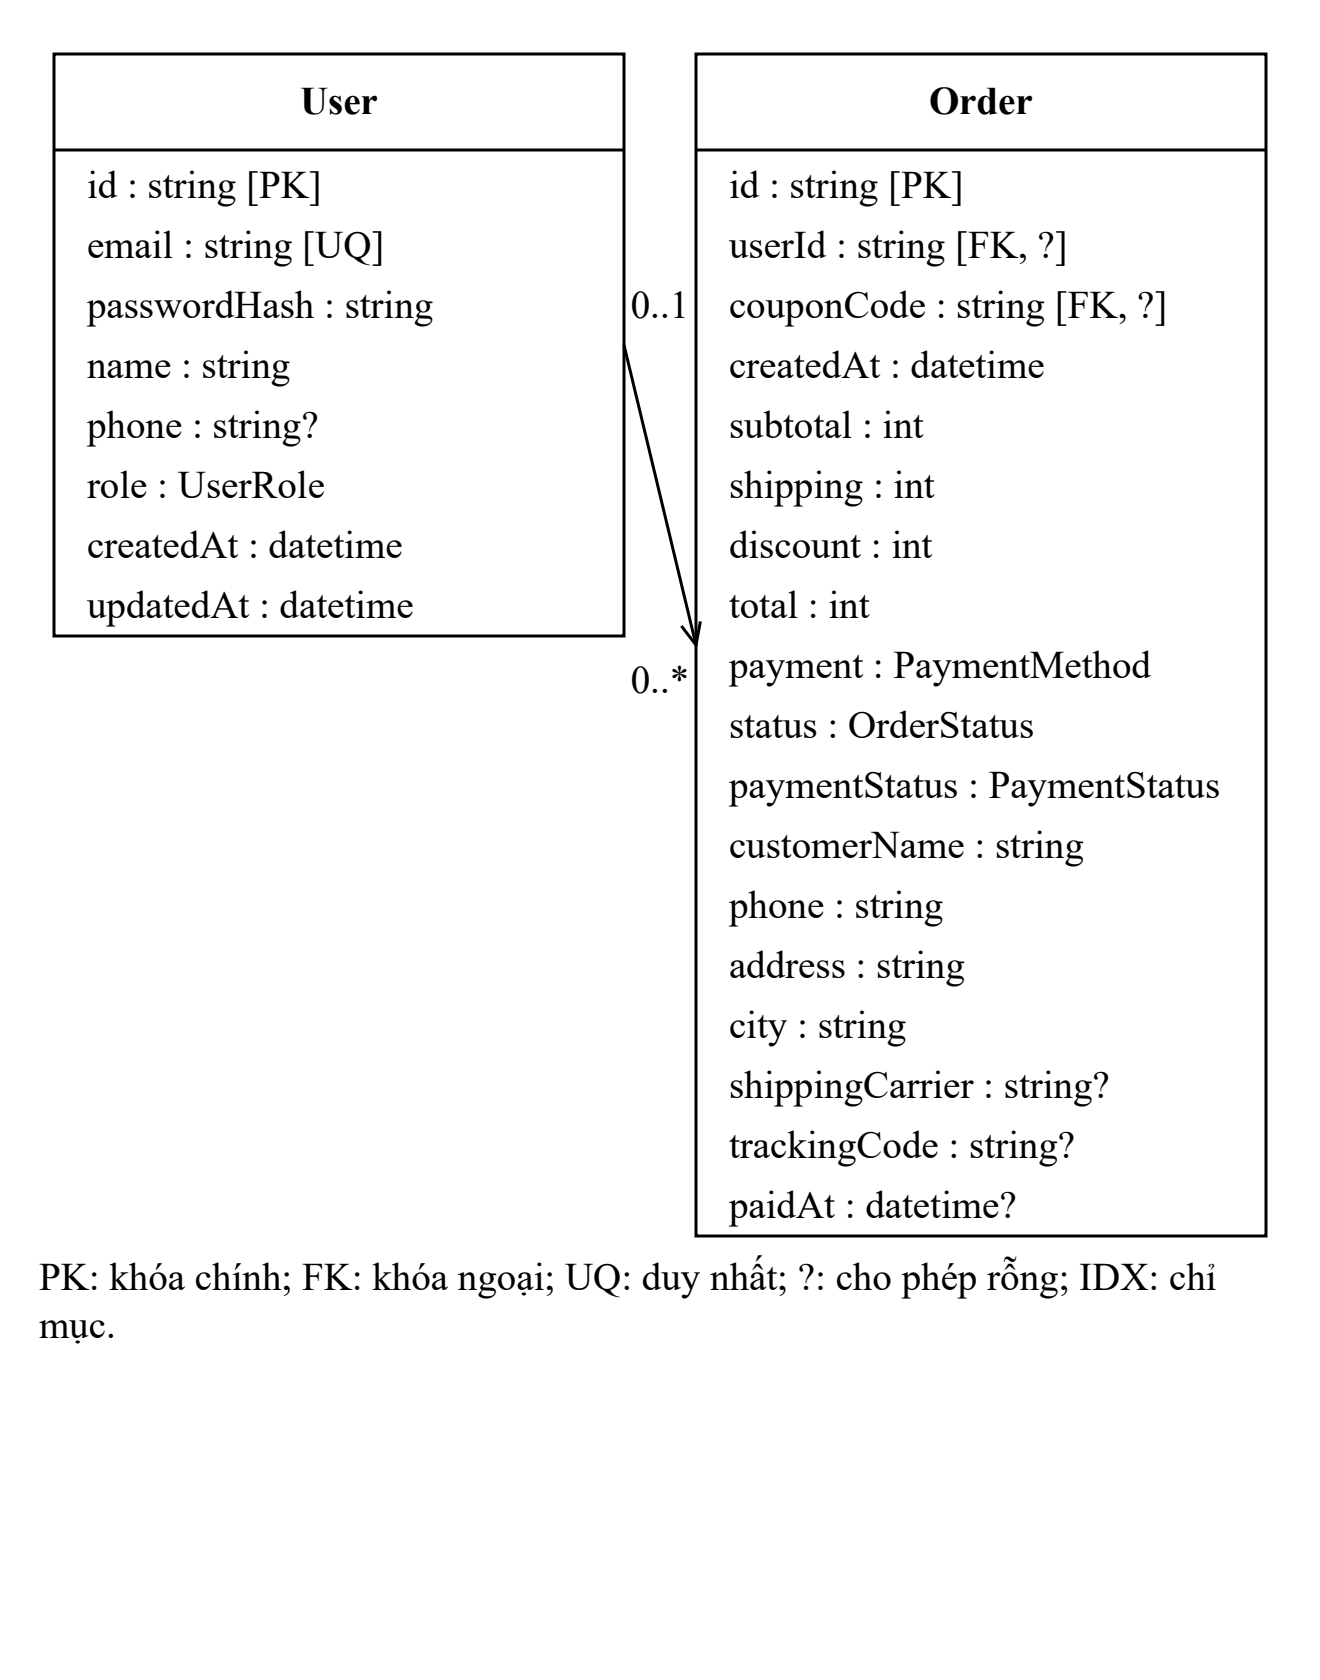 User
id : string [PK]
email : string [UQ]
passwordHash : string
name : string
phone : string?
role : UserRole
createdAt : datetime
updatedAt : datetime
0..1
0..*
Order
id : string [PK]
userId : string [FK, ?]
couponCode : string [FK, ?]
createdAt : datetime
subtotal : int
shipping : int
discount : int
total : int
payment : PaymentMethod
status : OrderStatus
paymentStatus : PaymentStatus
customerName : string
phone : string
address : string
city : string
shippingCarrier : string?
trackingCode : string?
paidAt : datetime?
PK: khóa chính; FK: khóa ngoại; UQ: duy nhất; ?: cho phép rỗng; IDX: chỉ
mục.